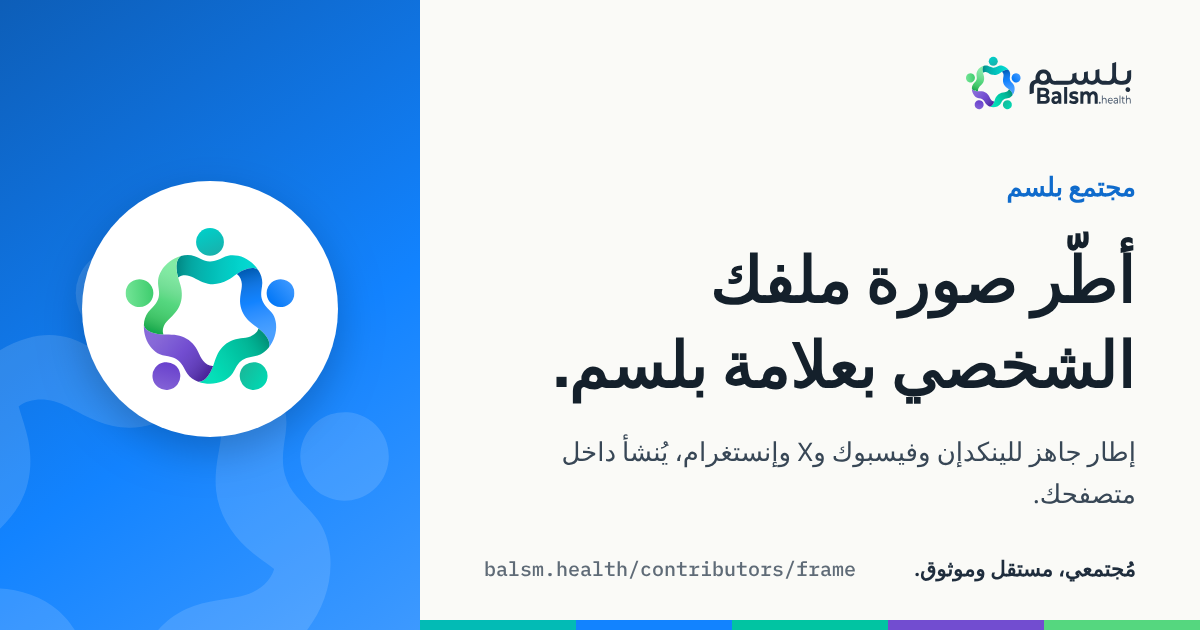 بلسم
Balsm.health
مجتمع بلسم
أطّر صورة ملفك
الشخصي بعلامة بلسم.
إطار جاهز للينكدإن وفيسبوك وX وإنستغرام، يُنشأ داخل
متصفحك.
مُجتمعي، مستقل وموثوق.
balsm.health/contributors/frame